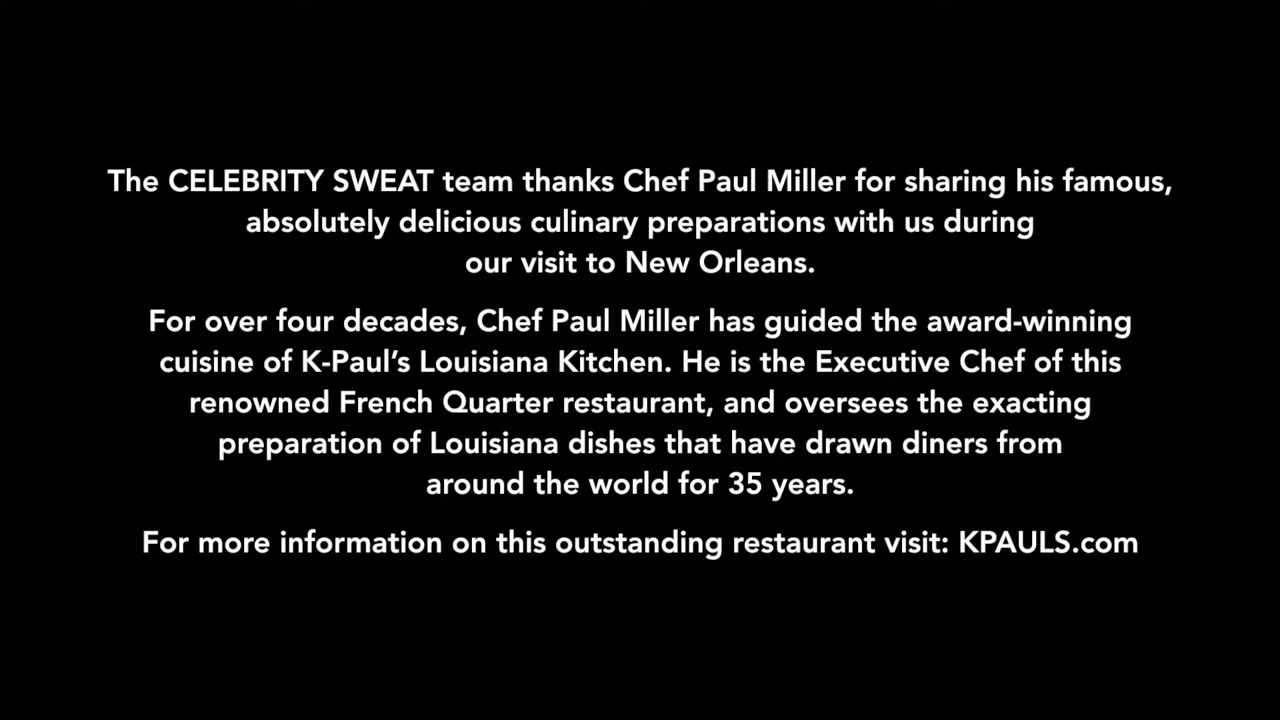 The CELEBRITY SWEAT team thanks Chef Paul Miller for sharing his famous,
absolutely delicious culinary preparations with us during
our visit to New Orleans.
For over four decades, Chef Paul Miller has guided the award-winning
cuisine of K-Paul’s Louisiana Kitchen. He is the Executive Chef of this
renowned French Quarter restaurant, and oversees the exacting
preparation of Louisiana dishes that have drawn diners from
around the world for 35 years.
For more information on this outstanding restaurant visit: KPAULS.com